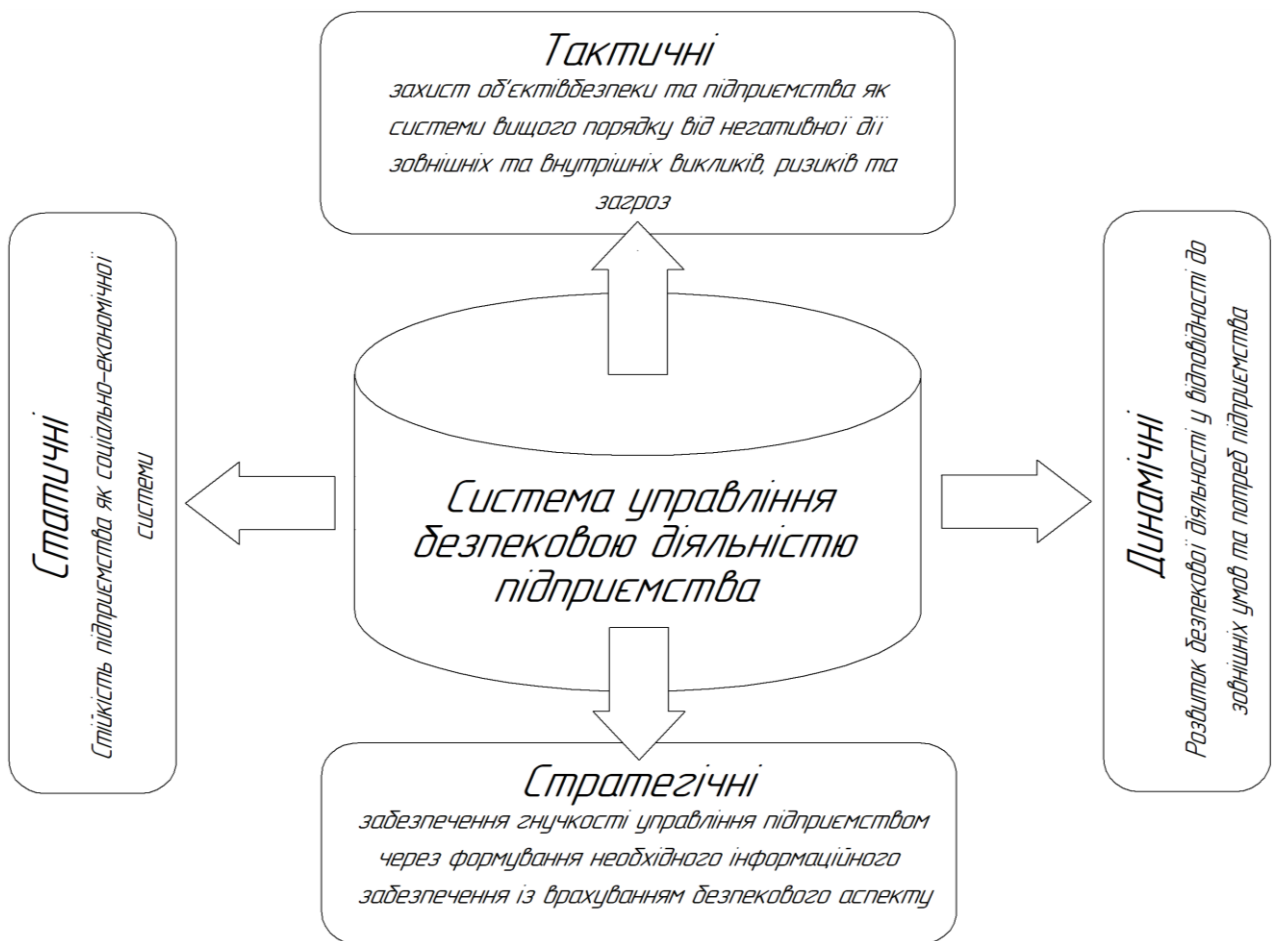 Тактичні
захист об'єктівбезпеки та підприємства як
системи вищого порядку від негативної дії
зовнішніх та внутрішніх викликів, ризиків та
загроз
Статичні
Стійкість підприємства як соціально-економічної
системи
Система управління
безпековою діяльністю
підприємства
Динамічні
Розвиток безпекової діяльності у відповідності до
зовнішніх умов та потреб підприємства
Стратегічні
забезпечення гнучкості управління підприємством
через формування необхідного інформаційного
забезпечення із врахуванням безпекового аспекту